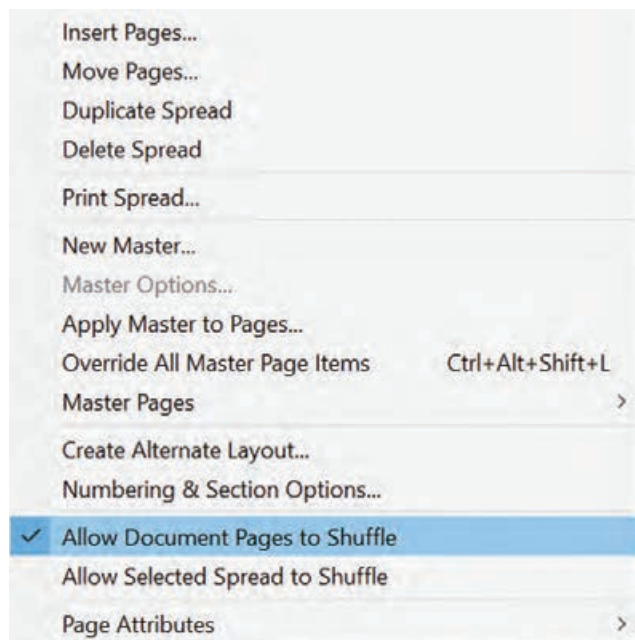 Insert Pages...
Move Pages...
Duplicate Spread
Delete Spread
Print Spread...
New Master...
Master Options...
Apply Master to Pages...
Override All Master Page Items Ctrl+Alt+Shift+L
Master Pages
Create Alternate Layout...
Numbering & Section Options...
Allow Document Pages to Shuffle
Allow Selected Spread to Shuffle
Page Attributes